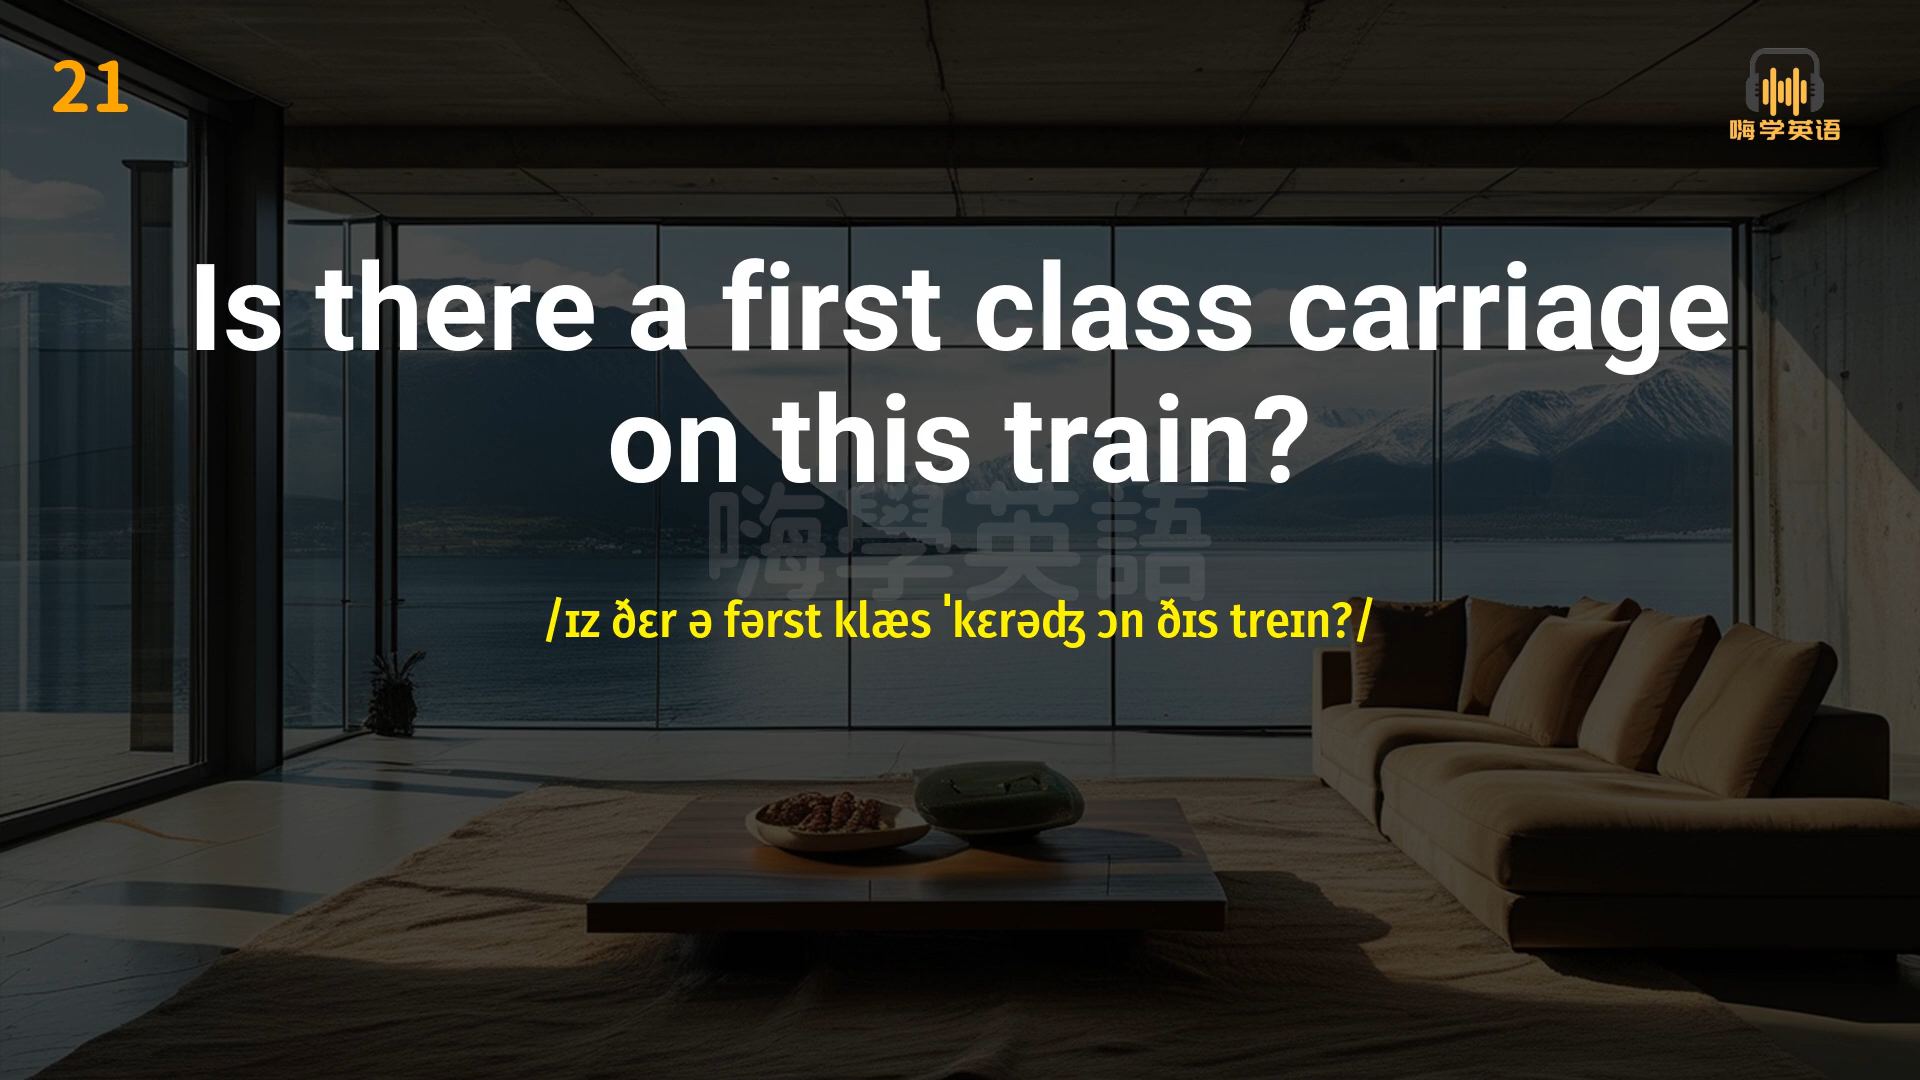 21
嗨学英语
Is there a first class carriage
on this train?
嗨學英語
/ɪz ðɛr ə fərst klæs ˈkɛrəʤ ɔn ðɪs treɪn?/